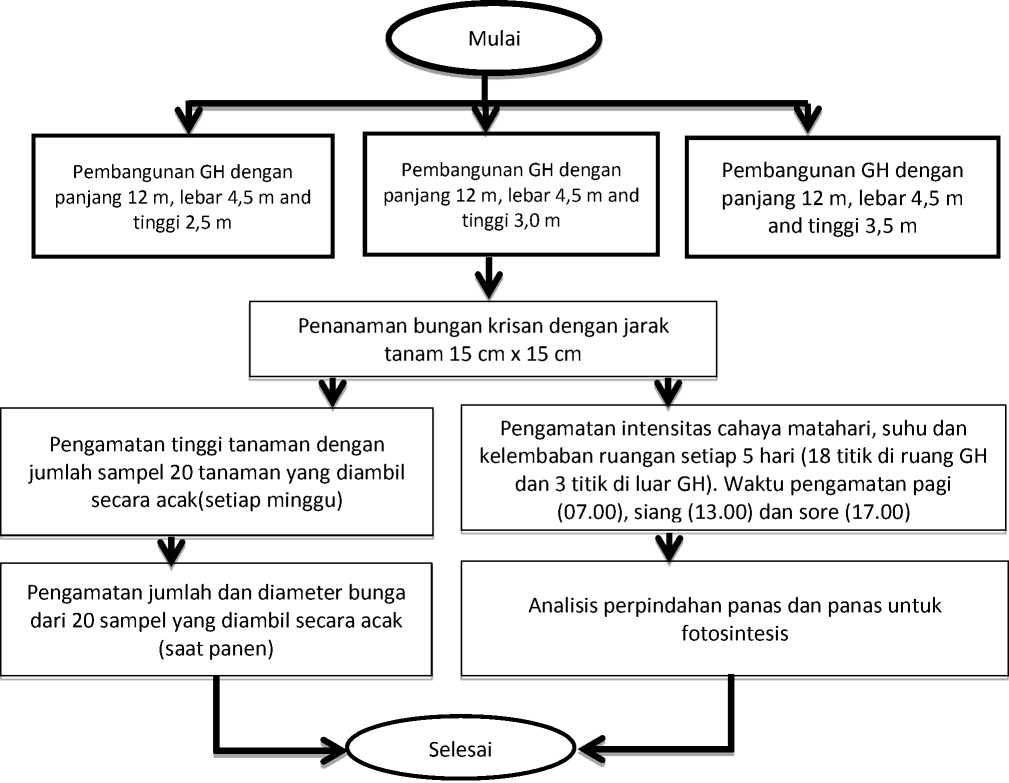 Mulai
Pembangunan GH dengan
panjang 12 m, lebar 4,5 m and
tinggi 2,5 m
Pembangunan GH dengan
panjang 12 m, lebar 4,5 m and
tinggi 3,0 m
Pembangunan GH dengan
panjang 12 m, lebar 4,5 m
and tinggi 3,5 m
Penanaman bungan krisan dengan jarak
tanam 15 cm x 15 cm
Pengamatan tinggi tanaman dengan
jumlah sampel 20 tanaman yang diambil
secara acak(setiap minggu)
Pengamatan intensitas cahaya matahari, suhu dan
kelembaban ruangan setiap 5 hari (18 titik di ruang GH
dan 3 titik di luar GH). Waktu pengamatan pagi
(07.00), siang (13.00) dan sore (17.00)
Pengamatan jumlah dan diameter bunga
dari 20 sampel yang diambil secara acak
(saat panen)
Analisis perpindahan panas dan panas untuk
fotosintesis
Selesai